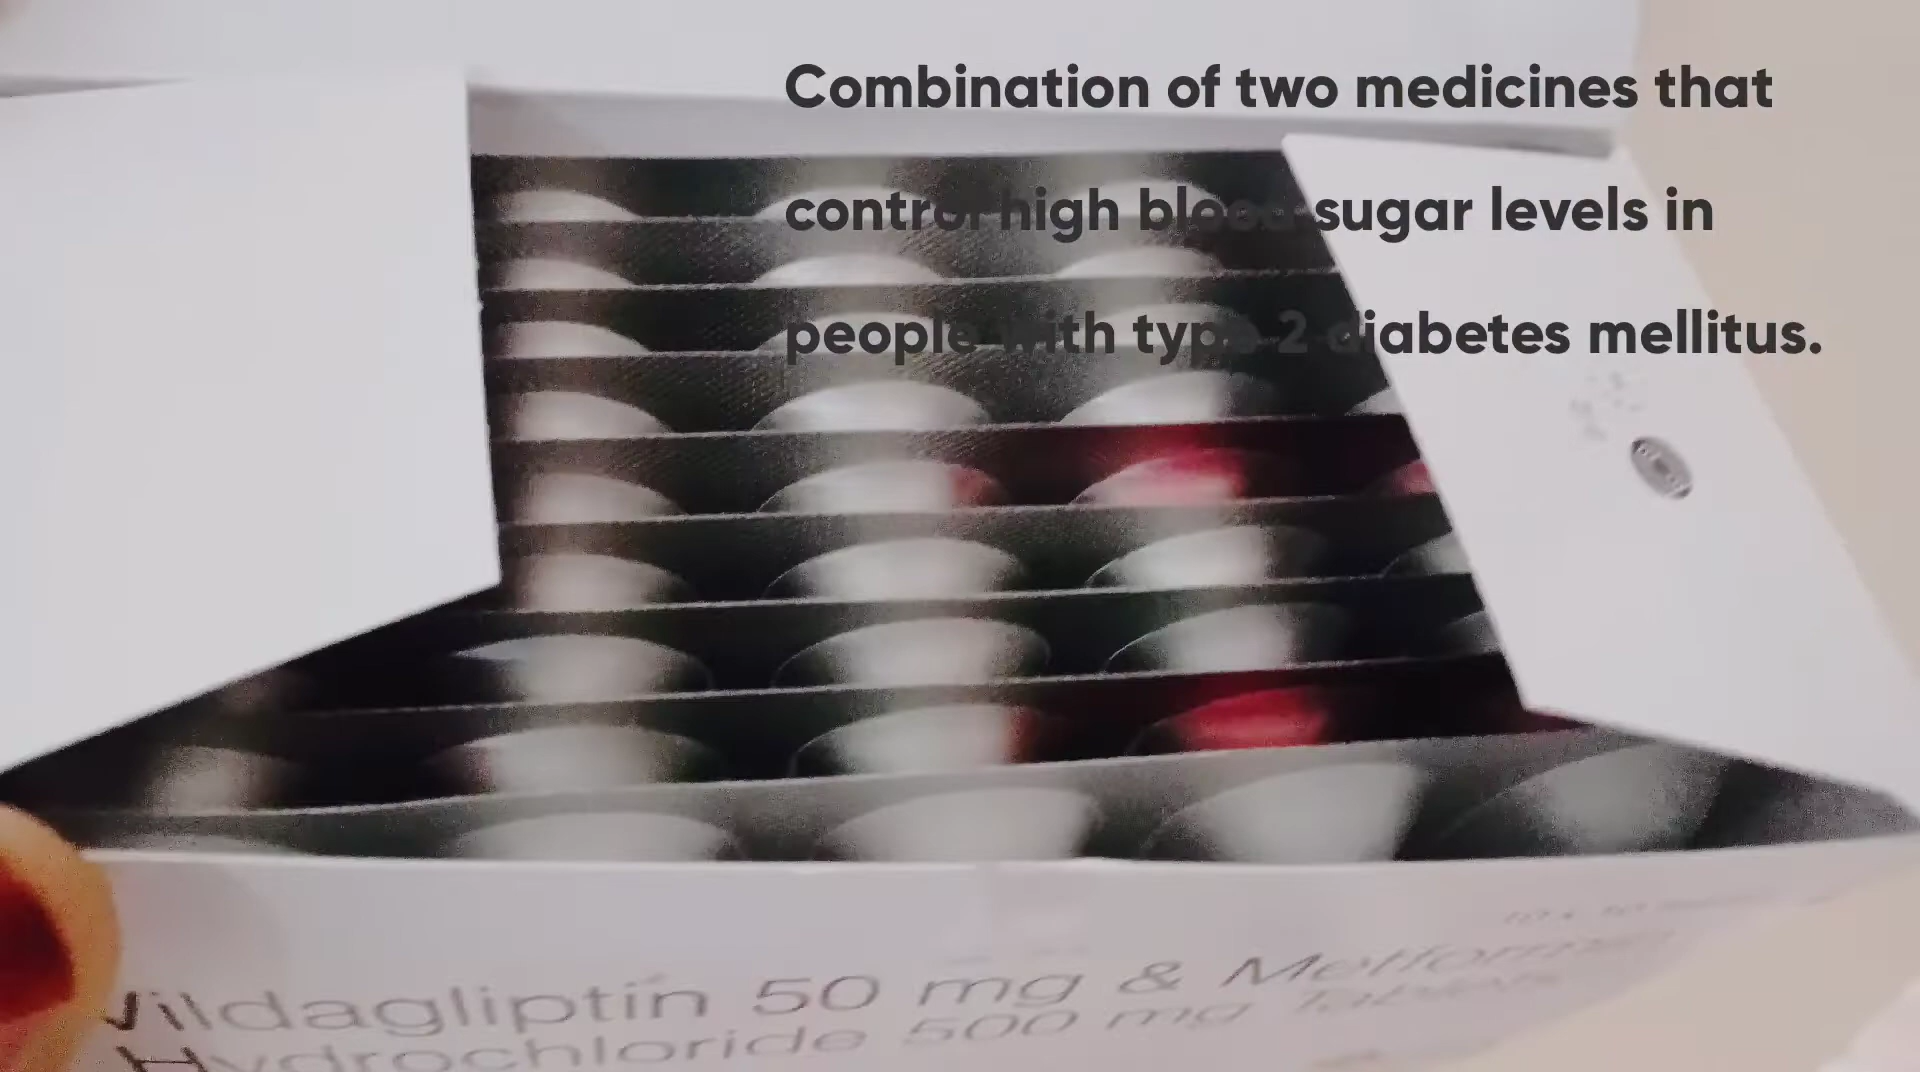 Combination of two medicines that
control high blood sugar levels in
people with type 2 diabetes mellitus.
Vildagliptin 50 mg & Metformin
Hydrochloride 500 mg Tablets